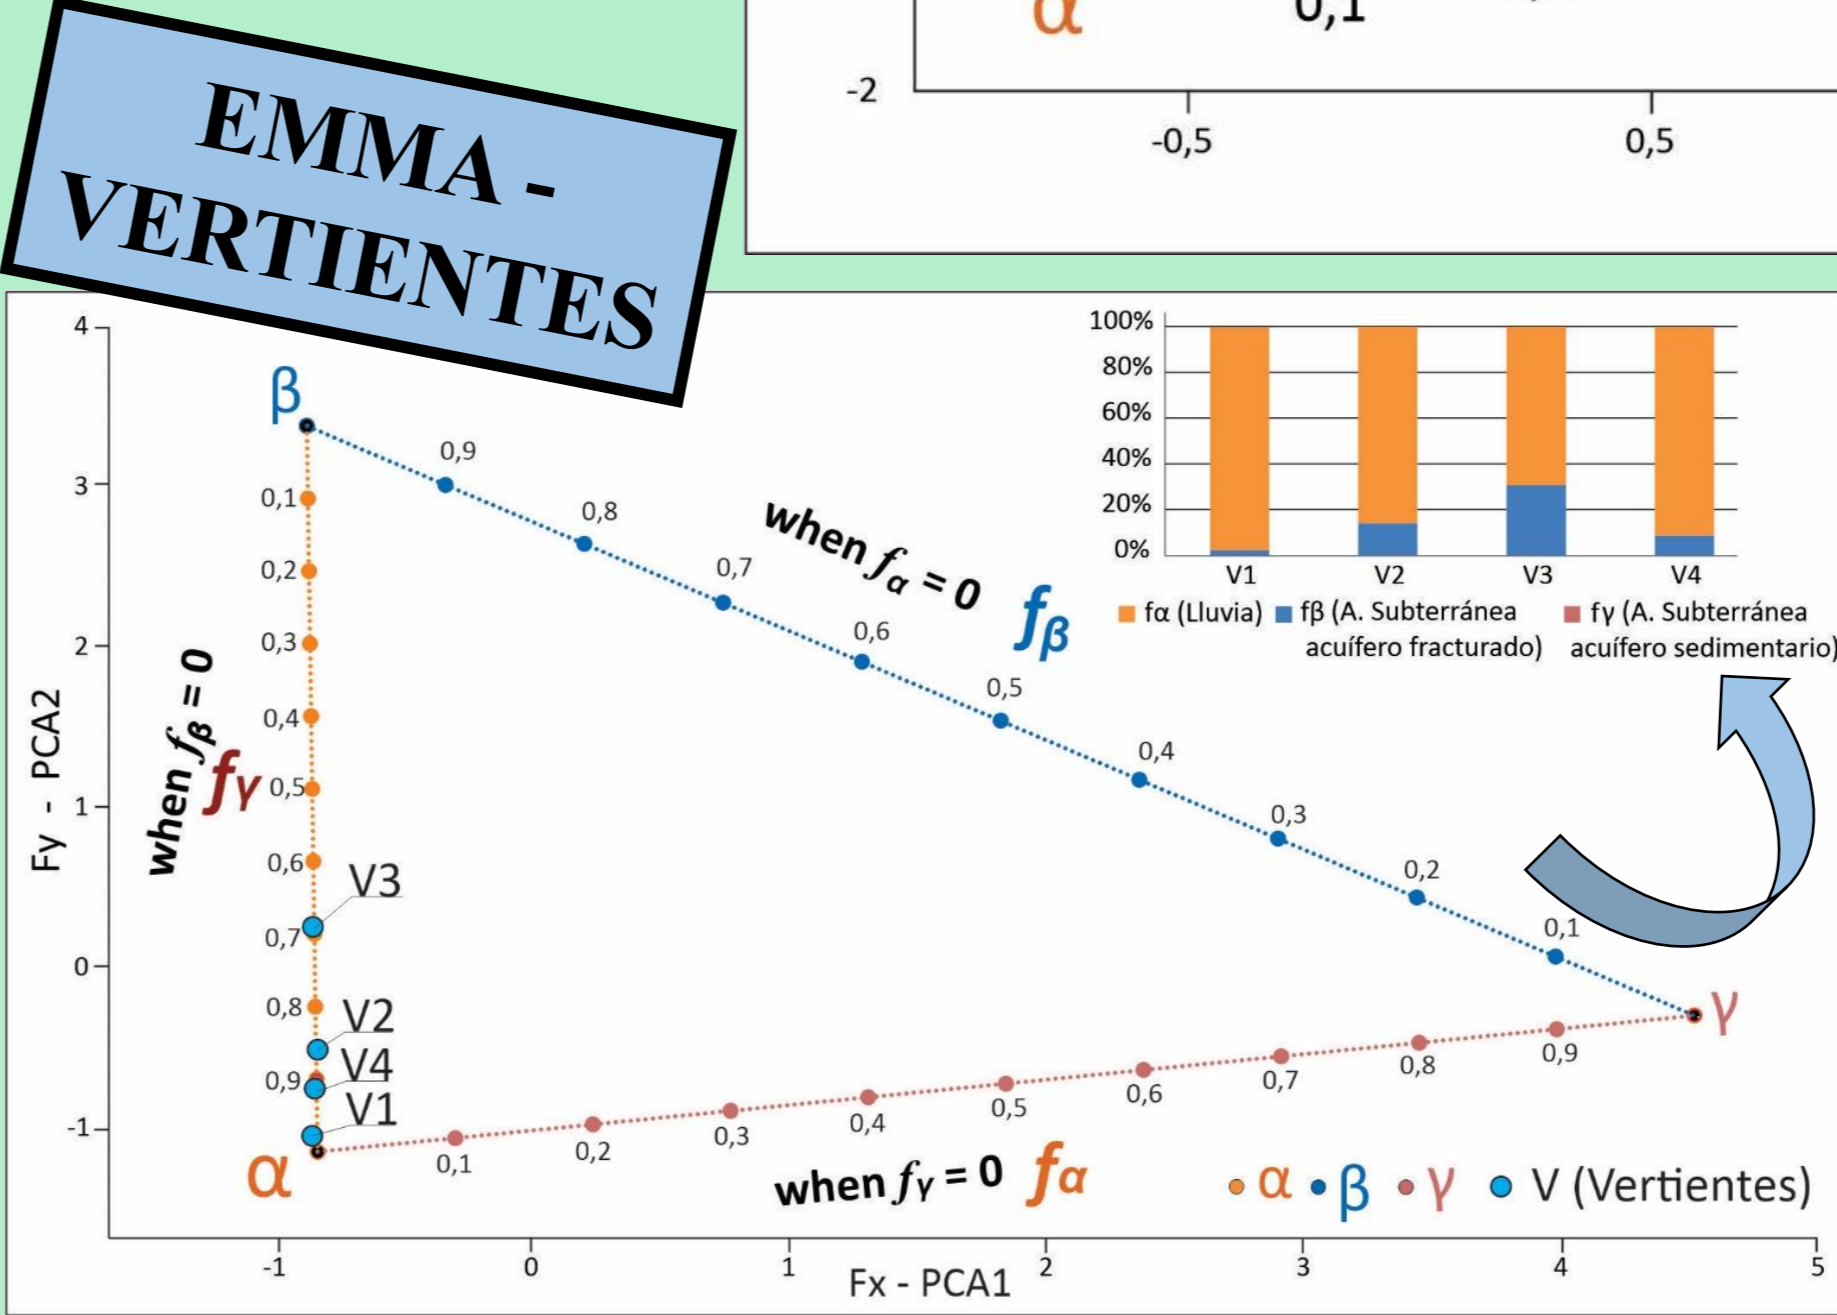 α
0,1
-2
-0,5
0,5
EMMA -
VERTIENTES
4
3
2
1
0
-1
Fy - PCA2
β
0,9
0,8
0,7
0,6
0,5
0,4
0,3
0,2
0,1
when fα = 0
fβ
100%
80%
60%
40%
20%
0%
V1
V2
V3
V4
fα (Lluvia)
fβ (A. Subterránea
acuífero fracturado)
fγ (A. Subterránea
acuífero sedimentario)
0,1
0,2
0,3
0,4
0,5
0,6
0,7
0,8
0,9
when fβ = 0
fγ
V3
V2
V4
V1
α
γ
0,1
0,2
0,3
0,4
0,5
0,6
0,7
0,8
0,9
when fγ = 0
fα
α
β
γ
V (Vertientes)
-1
0
1
2
3
4
5
Fx - PCA1